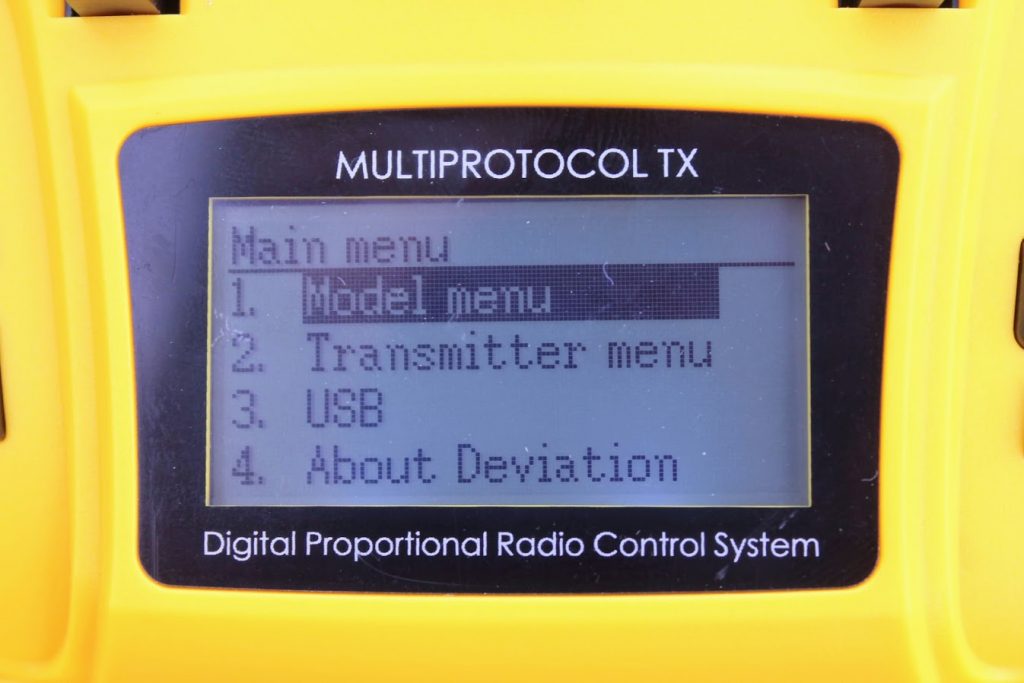 MULTIPROTOCOL TX
Main menu
1. Model menu
2. Transmitter menu
3. USB
4. About Deviation
Digital Proportional Radio Control System